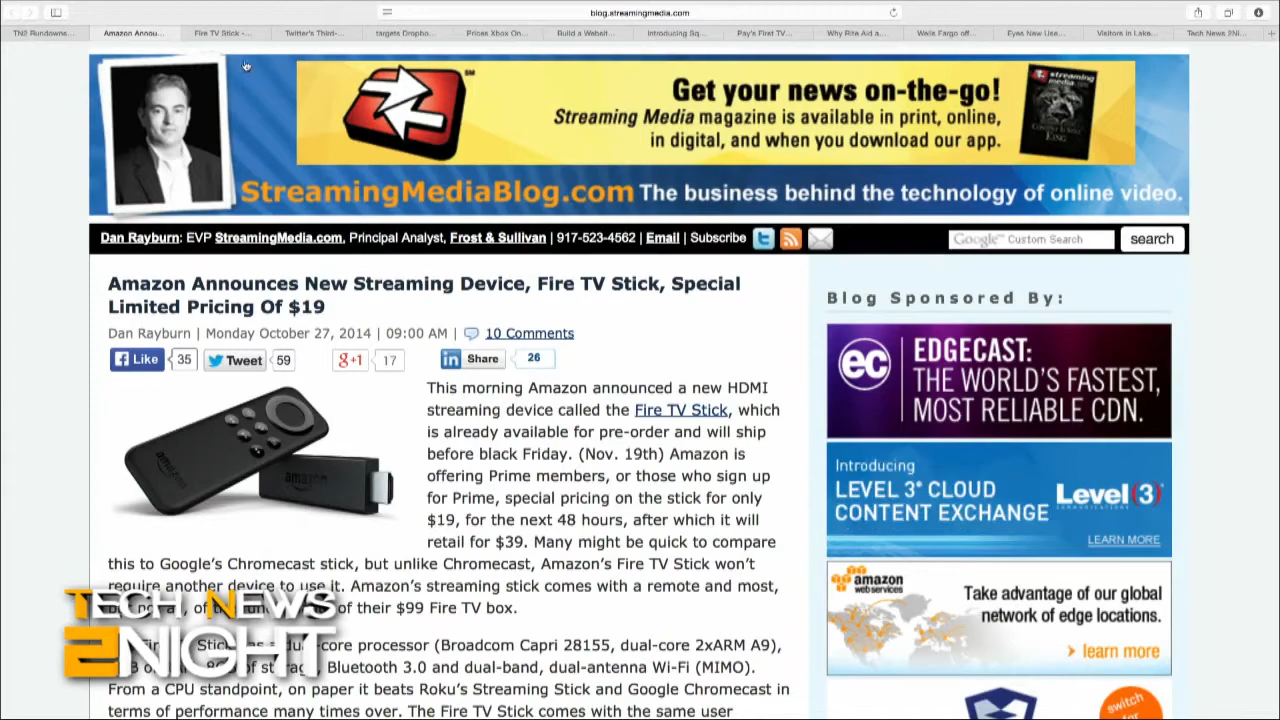 blog.streamingmedia.com
TN2 Rundowns...
Amazon Annou...
Fire TV Stick -...
Twitter's Third-...
targets Dropbo...
Prices Xbox On...
Build a Websit...
Introducing Sq...
Pay's First TV...
Why Rite Aid a...
Wells Fargo off...
Eyes New Use...
Visitors in Lake...
Tech News 2Ni...
Get your news on-the-go!
Streaming Media magazine is available in print, online,
in digital, and when you download our app.
streaming media
StreamingMediaBlog.com The business behind the technology of online video.
Dan Rayburn: EVP StreamingMedia.com, Principal Analyst, Frost & Sullivan | 917-523-4562 | Email | Subscribe
Google™ Custom Search
search
Amazon Announces New Streaming Device, Fire TV Stick, Special
Limited Pricing Of $19
Dan Rayburn | Monday October 27, 2014 | 09:00 AM | 10 Comments
Like 35 Tweet 59 g+1 17 in Share 26
amazon
amazon
This morning Amazon announced a new HDMI
streaming device called the Fire TV Stick, which
is already available for pre-order and will ship
before black Friday. (Nov. 19th) Amazon is
offering Prime members, or those who sign up
for Prime, special pricing on the stick for only
$19, for the next 48 hours, after which it will
retail for $39. Many might be quick to compare
this to Google's Chromecast stick, but unlike Chromecast, Amazon's Fire TV Stick won't
require another device to use it. Amazon's streaming stick comes with a remote and most,
of their $99 Fire TV box.
core processor (Broadcom Capri 28155, dual-core 2xARM A9),
Bluetooth 3.0 and dual-band, dual-antenna Wi-Fi (MIMO).
From a CPU standpoint, on paper it beats Roku's Streaming Stick and Google Chromecast in
terms of performance many times over. The Fire TV Stick comes with the same user
TECH NEWS
2NIGHT
Blog Sponsored By:
ec
EDGECAST:
THE WORLD'S FASTEST,
MOST RELIABLE CDN.
Introducing
LEVEL 3® CLOUD
CONTENT EXCHANGE
Level(3)
COMMUNICATIONS
LEARN MORE
amazon
web services
Take advantage of our global
network of edge locations.
learn more
switch
for